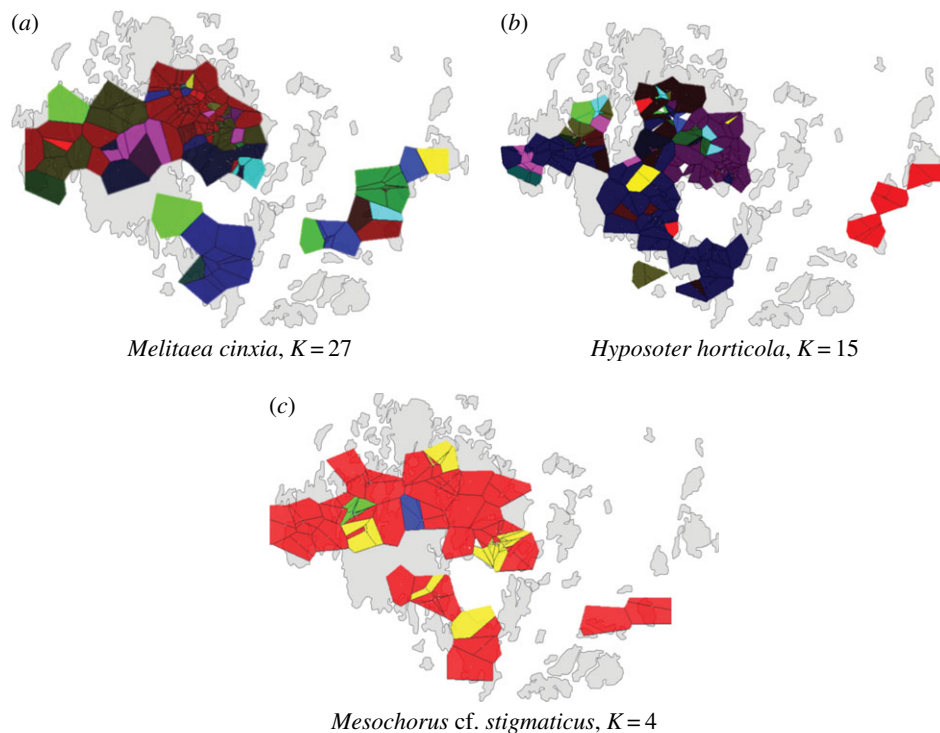 (a)
(b)
Melitaea cinxia, K = 27
Hyposoter horticola, K = 15
(c)
Mesochorus cf. stigmaticus, K = 4